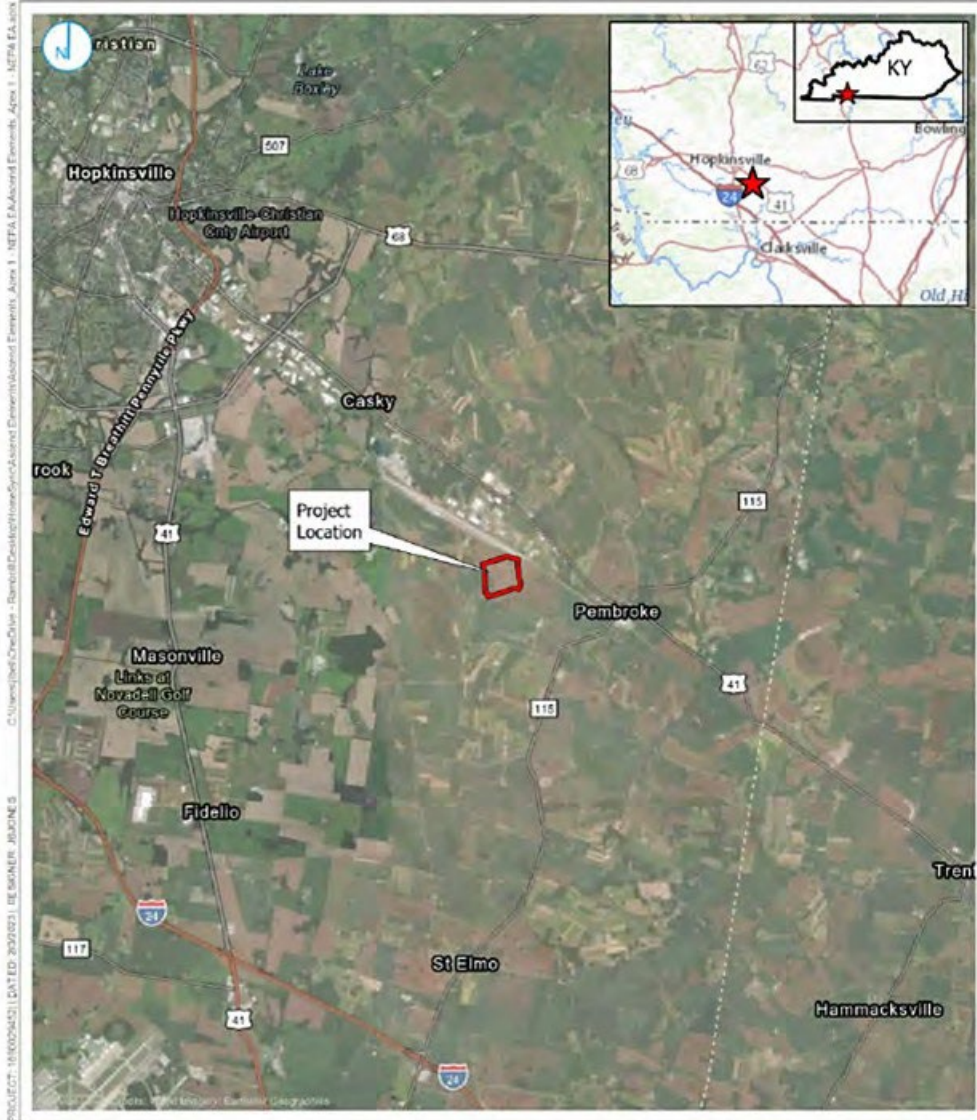 N
ristian
Lake
Boxley
507
Hopkinsville
Hopkinsville-Christian
Cnty Airport
68
Edward T Breathitt Pennyrile Pkwy
Casky
rook
41
115
Project
Location
Pembroke
Masonville
Links at
Novadell Golf
Course
115
41
Fidelio
Tren
24
117
St Elmo
Hammacksville
41
24
KY
62
Bowling
Hopkinsville
68
24
41
Clarksville
Old Hi